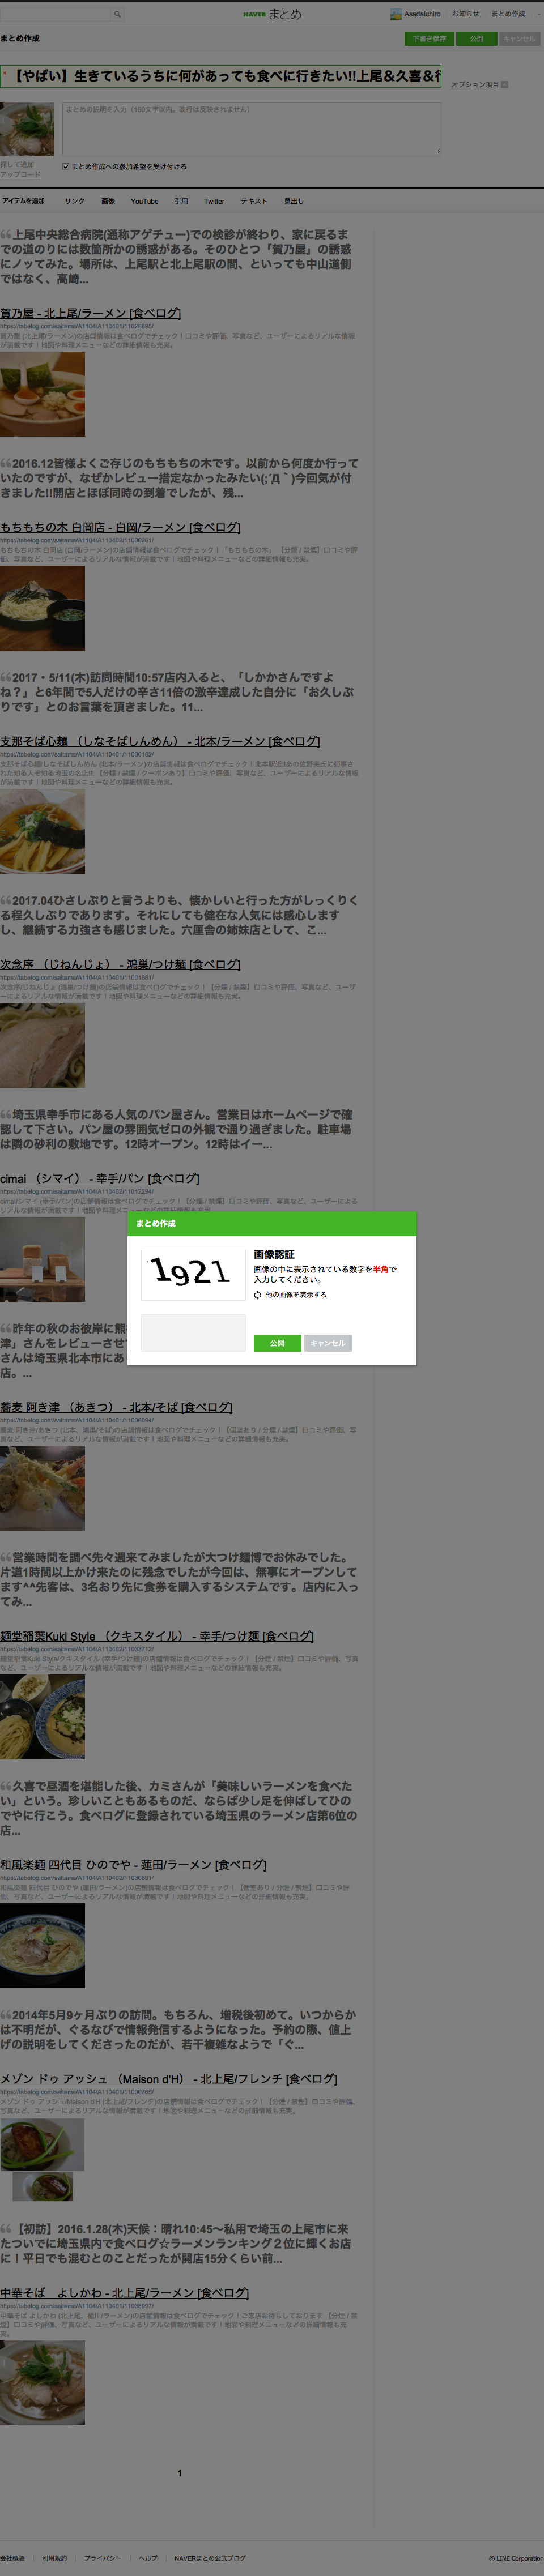 NAVER まとめ
AsadaIchiro
お知らせ
まとめ作成
まとめ作成
下書き保存
公開
キャンセル
【やばい】生きているうちに何があっても食べに行きたい!!上尾＆久喜＆
オプション項目
まとめの説明を入力（150文字以内。改行は反映されません）
探して追加
アップロード
まとめ作成への参加希望を受け付ける
アイテムを追加
リンク
画像
YouTube
引用
Twitter
テキスト
見出し
上尾中央総合病院(通称アゲチュー)での検診が終わり、家に戻るま
での道のりには数箇所かの誘惑がある。そのひとつ「賀乃屋」の誘惑
にノッてみた。場所は、上尾駅と北上尾駅の間、といっても中山道側
ではなく、高崎...
賀乃屋 - 北上尾/ラーメン [食べログ]
https://tabelog.com/saitama/A1104/A110401/11028895/
賀乃屋 (北上尾/ラーメン)の店舗情報は食べログでチェック！口コミや評価、写真など、ユーザーによるリアルな情報
が満載です！地図や料理メニューなどの詳細情報も充実。
2016.12皆様よくご存じのもちもちの木です。以前から何度か行って
いたのですが、なぜかレビュー措定なかったみたい(;´Д｀)今回気が付
きました!!開店とほぼ同時の到着でしたが、残...
もちもちの木 白岡店 - 白岡/ラーメン [食べログ]
https://tabelog.com/saitama/A1104/A110402/11000261/
もちもちの木 白岡店 (白岡/ラーメン)の店舗情報は食べログでチェック！「もちもちの木」 【分煙 / 禁煙】口コミや評
価、写真など、ユーザーによるリアルな情報が満載です！地図や料理メニューなどの詳細情報も充実。
2017・5/11(木)訪問時間10:57店内入ると、「しかかさんですよ
ね？」と6年間で5人だけの辛さ11倍の激辛達成した自分に「お久しぶ
りです」とのお言葉を頂きました。11...
支那そば心麺 （しなそばしんめん） - 北本/ラーメン [食べログ]
https://tabelog.com/saitama/A1104/A110401/11000162/
支那そば心麺/しなそばしんめん (北本/ラーメン)の店舗情報は食べログでチェック！北本駅近!!あの佐野実氏に師事さ
れた知る人ぞ知る埼玉の名店!!! 【分煙 / 禁煙 / クーポンあり】口コミや評価、写真など、ユーザーによるリアルな情報
が満載です！地図や料理メニューなどの詳細情報も充実。
2017.04ひさしぶりと言うよりも、懐かしいと行った方がしっくりく
る程久しぶりであります。それにしても健在な人気には感心します
し、継続する力強さも感じました。六厘舎の姉妹店として、こ...
次念序 （じねんじょ） - 鴻巣/つけ麺 [食べログ]
https://tabelog.com/saitama/A1104/A110401/11001881/
次念序/じねんじょ (鴻巣/つけ麺)の店舗情報は食べログでチェック！【分煙 / 禁煙】口コミや評価、写真など、ユーザ
ーによるリアルな情報が満載です！地図や料理メニューなどの詳細情報も充実。
埼玉県幸手市にある人気のパン屋さん。営業日はホームページで確
認して下さい。パン屋の雰囲気ゼロの外観で通り過ぎました。駐車場
は隣の砂利の敷地です。12時オープン。12時はイー...
cimai （シマイ） - 幸手/パン [食べログ]
https://tabelog.com/saitama/A1104/A110402/11012294/
cimai/シマイ (幸手/パン)の店舗情報は食べログでチェック！【分煙 / 禁煙】口コミや評価、写真など、ユーザーによる
リアルな情報が満載です！地図や料理メニューなどの詳細情報も充実。
まとめ作成
1921
画像認証
画像の中に表示されている数字を半角で
入力してください。
他の画像を表示する
公開
キャンセル
昨年の秋のお彼岸に熊
津」さんをレビューさせて
さんは埼玉県北本市にあ
店。...
蕎麦 阿き津 （あきつ） - 北本/そば [食べログ]
https://tabelog.com/saitama/A1104/A110401/11006094/
蕎麦 阿き津/あきつ (北本、鴻巣/そば)の店舗情報は食べログでチェック！【個室あり / 分煙 / 禁煙】口コミや評価、写
真など、ユーザーによるリアルな情報が満載です！地図や料理メニューなどの詳細情報も充実。
営業時間を調べ先々週来てみましたが大つけ麺博でお休みでした。
片道1時間以上かけ来たのに残念でしたが今回は、無事にオープンして
ます^^先客は、3名おり先に食券を購入するシステムです。店内に入っ
てみ...
麺堂稲葉Kuki Style （クキスタイル） - 幸手/つけ麺 [食べログ]
https://tabelog.com/saitama/A1104/A110402/11033712/
麺堂稲葉Kuki Style/クキスタイル (幸手/つけ麺)の店舗情報は食べログでチェック！【分煙 / 禁煙】口コミや評価、写真
など、ユーザーによるリアルな情報が満載です！地図や料理メニューなどの詳細情報も充実。
久喜で昼酒を堪能した後、カミさんが「美味しいラーメンを食べた
い」という。珍しいこともあるものだ、ならば少し足を伸ばしてひの
でやに行こう。食べログに登録されている埼玉県のラーメン店第6位の
店...
和風楽麺 四代目 ひのでや - 蓮田/ラーメン [食べログ]
https://tabelog.com/saitama/A1104/A110402/11030891/
和風楽麺 四代目 ひのでや (蓮田/ラーメン)の店舗情報は食べログでチェック！【個室あり / 分煙 / 禁煙】口コミや評
価、写真など、ユーザーによるリアルな情報が満載です！地図や料理メニューなどの詳細情報も充実。
2014年5月9ヶ月ぶりの訪問。もちろん、増税後初めて。いつからか
は不明だが、ぐるなびで情報発信するようになった。予約の際、値上
げの説明をしてくださったのだが、若干複雑なようで「ぐ...
メゾン ドゥ アッシュ （Maison d'H） - 北上尾/フレンチ [食べログ]
https://tabelog.com/saitama/A1104/A110401/11000768/
メゾン ドゥ アッシュ/Maison d'H (北上尾/フレンチ)の店舗情報は食べログでチェック！【分煙 / 禁煙】口コミや評価、
写真など、ユーザーによるリアルな情報が満載です！地図や料理メニューなどの詳細情報も充実。
【初訪】2016.1.28(木)天候：晴れ10:45～私用で埼玉の上尾市に来
たついでに埼玉県内で食べログ☆ラーメンランキング２位に輝くお店
に！平日でも混むとのことだったが開店15分くらい前...
中華そば　よしかわ - 北上尾/ラーメン [食べログ]
https://tabelog.com/saitama/A1104/A110401/11036997/
中華そば よしかわ (北上尾、桶川/ラーメン)の店舗情報は食べログでチェック！ご来店お待ちしております 【分煙 / 禁
煙】口コミや評価、写真など、ユーザーによるリアルな情報が満載です！地図や料理メニューなどの詳細情報も充
実。
1
会社概要
利用規約
プライバシー
ヘルプ
NAVERまとめ公式ブログ
© LINE Corporation